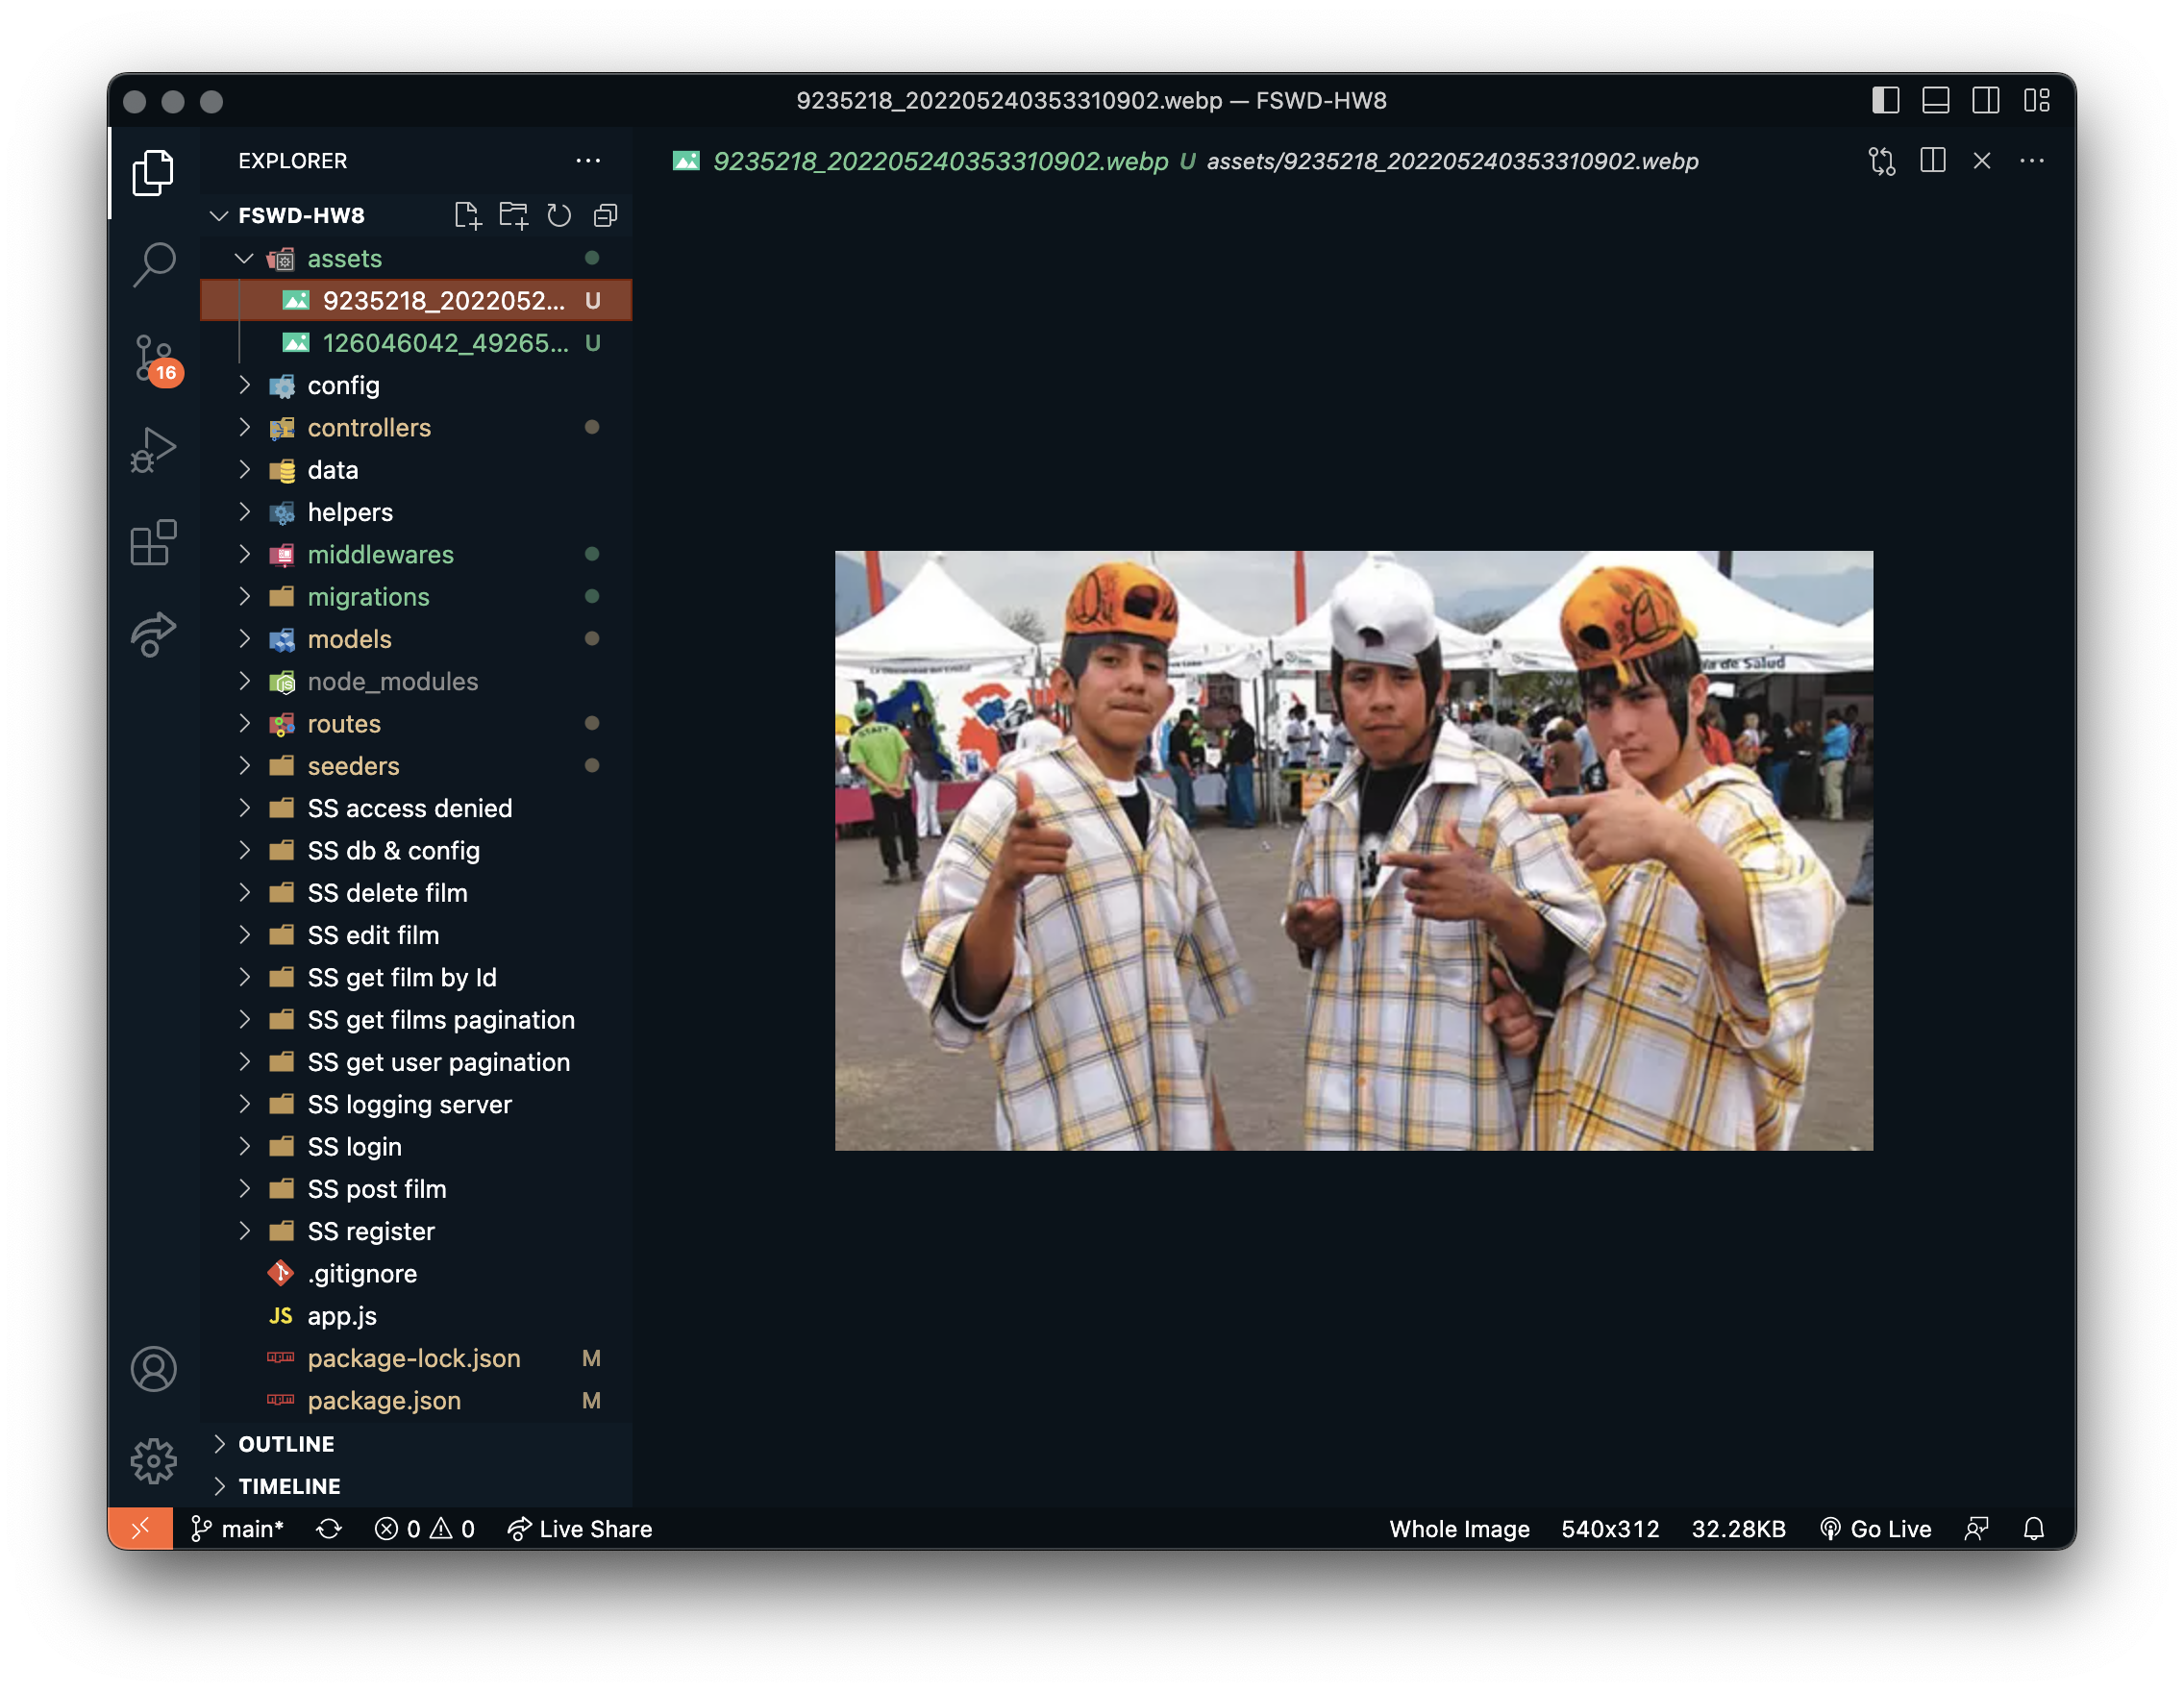 9235218_202205240353310902.webp — FSWD-HW8
EXPLORER
9235218_202205240353310902.webp U assets/9235218_202205240353310902.webp
FSWD-HW8
assets
9235218_2022052... U
126046042_49265... U
config
16
controllers
data
helpers
middlewares
migrations
models
node_modules
routes
seeders
SS access denied
SS db & config
SS delete film
SS edit film
SS get film by Id
SS get films pagination
SS get user pagination
SS logging server
SS login
SS post film
SS register
.gitignore
JS app.js
package-lock.json M
package.json M
OUTLINE
TIMELINE
de Salud
STAFF
main* 0 0 Live Share
Whole Image 540x312 32.28KB Go Live